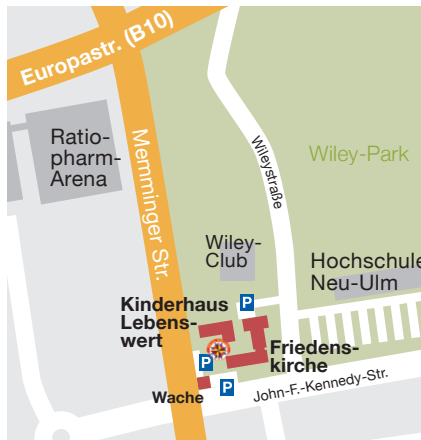 Europastr. (B10)
Ratio-
pharm-
Arena
Memminger Str.
Wileystraße
Wiley-Park
Wiley-
Club
Hochschule
Neu-Ulm
P
Kinderhaus
Lebens-
wert
P
Friedens-
kirche
Wache
P
John-F.-Kennedy-Str.